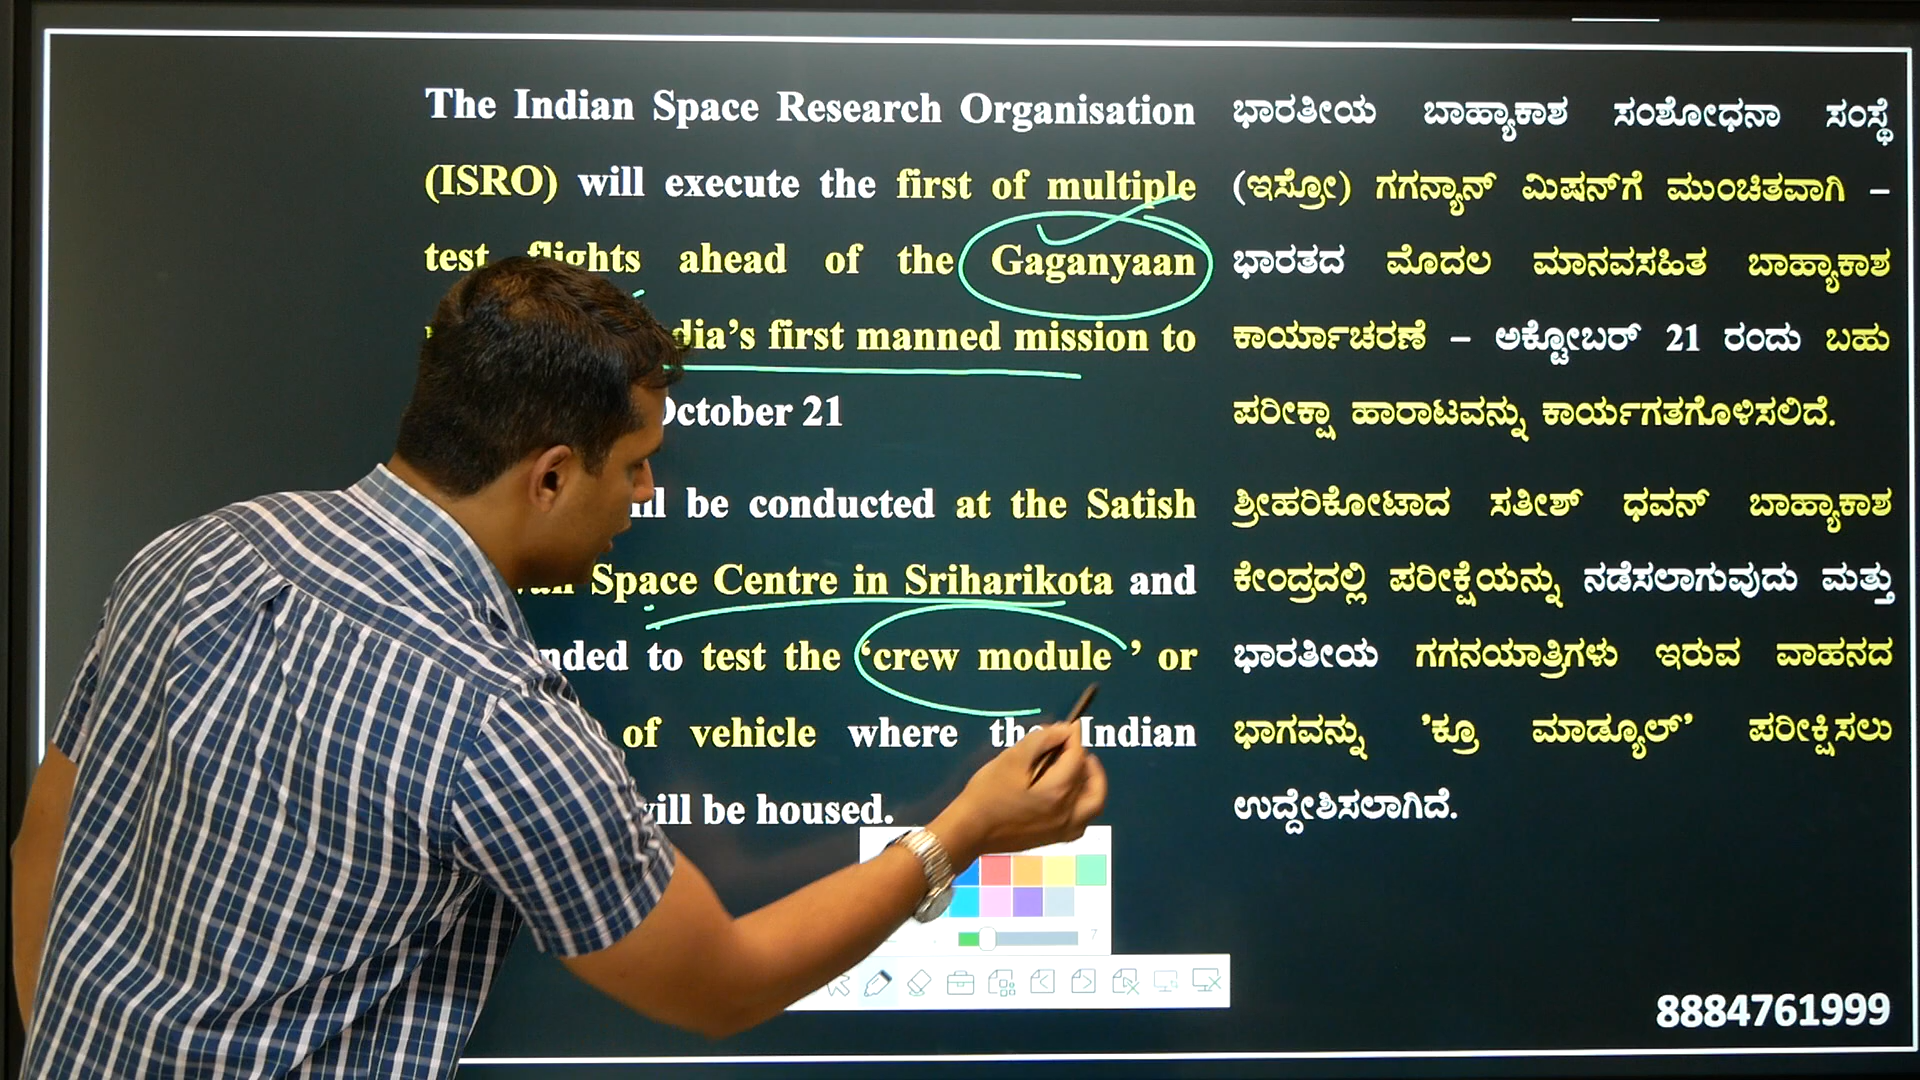 The Indian Space Research Organisation
(ISRO) will execute the first of multiple
test flights ahead of the Gaganyaan
first manned mission to
October 21
be conducted at the Satish
Space Centre in Sriharikota and
to test the ‘crew module ’ or
of vehicle where the Indian
will be housed.
ಭಾರತೀಯ ಬಾಹ್ಯಾಕಾಶ ಸಂಶೋಧನಾ ಸಂಸ್ಥೆ
(ಇಸ್ರೋ) ಗಗನ್ಯಾನ್ ಮಿಷನ್‌ಗೆ ಮುಂಚಿತವಾಗಿ –
ಭಾರತದ ಮೊದಲ ಮಾನವಸಹಿತ ಬಾಹ್ಯಾಕಾಶ
ಕಾರ್ಯಾಚರಣೆ – ಅಕ್ಟೋಬರ್ 21 ರಂದು ಬಹು
ಪರೀಕ್ಷಾ ಹಾರಾಟವನ್ನು ಕಾರ್ಯಗತಗೊಳಿಸಲಿದೆ.
ಶ್ರೀಹರಿಕೋಟಾದ ಸತೀಶ್ ಧವನ್ ಬಾಹ್ಯಾಕಾಶ
ಕೇಂದ್ರದಲ್ಲಿ ಪರೀಕ್ಷೆಯನ್ನು ನಡೆಸಲಾಗುವುದು ಮತ್ತು
ಭಾರತೀಯ ಗಗನಯಾತ್ರಿಗಳು ಇರುವ ವಾಹನದ
ಭಾಗವನ್ನು ’ಕ್ರೂ ಮಾಡ್ಯೂಲ್’ ಪರೀಕ್ಷಿಸಲು
ಉದ್ದೇಶಿಸಲಾಗಿದೆ.
7
8884761999